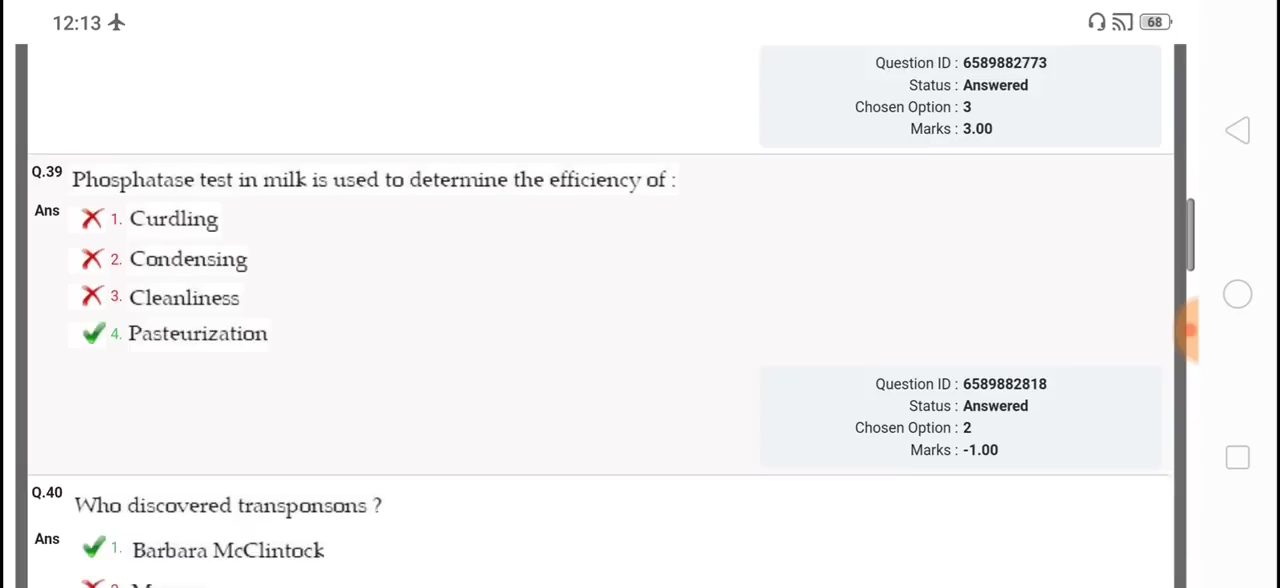 12:13
68
Question ID : 6589882773
Status : Answered
Chosen Option : 3
Marks : 3.00
Q.39 Phosphatase test in milk is used to determine the efficiency of :
Ans 1. Curdling
2. Condensing
3. Cleanliness
4. Pasteurization
Question ID : 6589882818
Status : Answered
Chosen Option : 2
Marks : -1.00
Q.40 Who discovered transponsons ?
Ans 1. Barbara McClintock